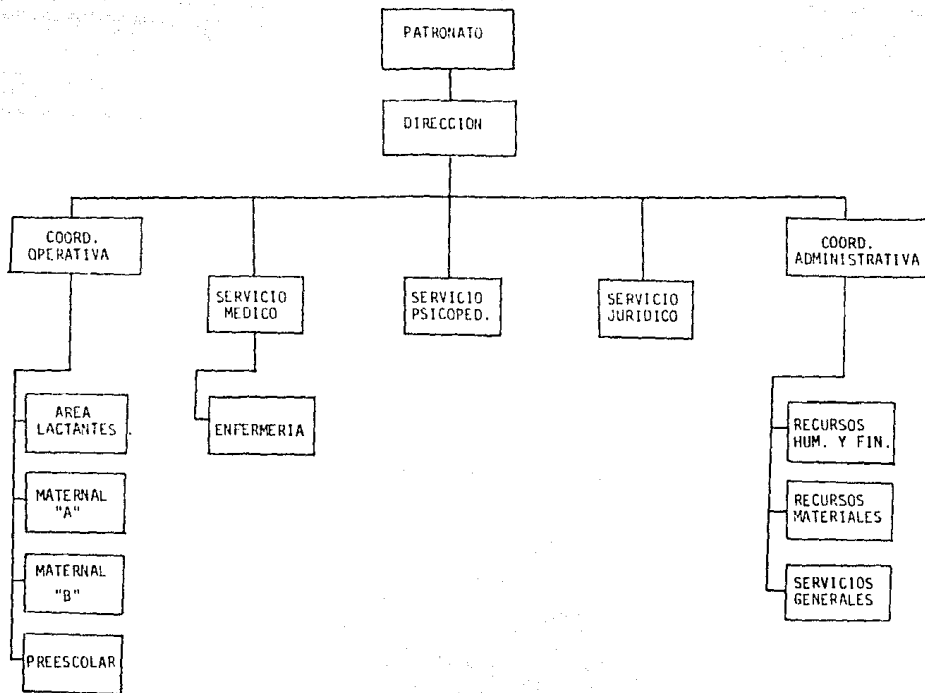 PATRONATO
DIRECCION
COORD.
OPERATIVA
SERVICIO
MEDICO
SERVICIO
PSICOPED.
SERVICIO
JURIDICO
COORD.
ADMINISTRATIVA
AREA
LACTANTES
MATERNAL
"A"
MATERNAL
"B"
PREESCOLAR
ENFERMERIA
RECURSOS
HUM. Y FIN.
RECURSOS
MATERIALES
SERVICIOS
GENERALES